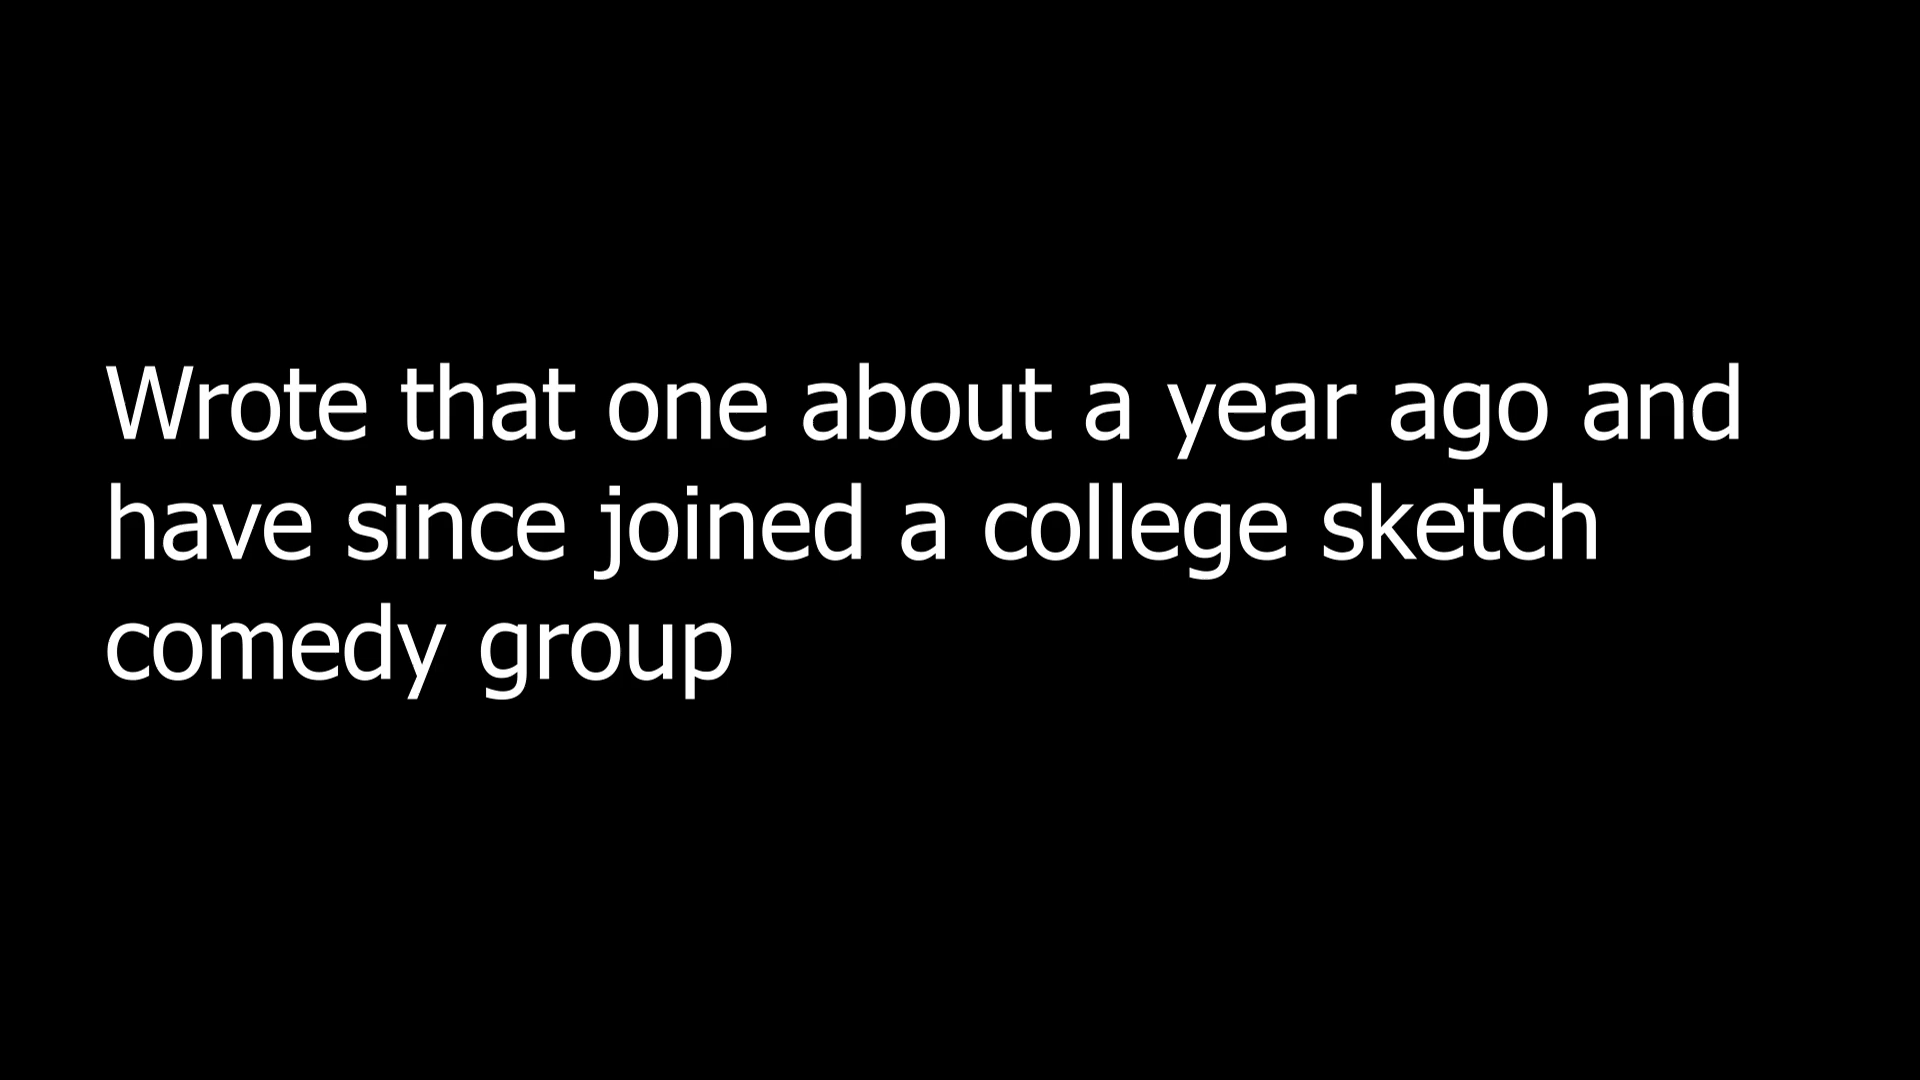 Wrote that one about a year ago and
have since joined a college sketch
comedy group